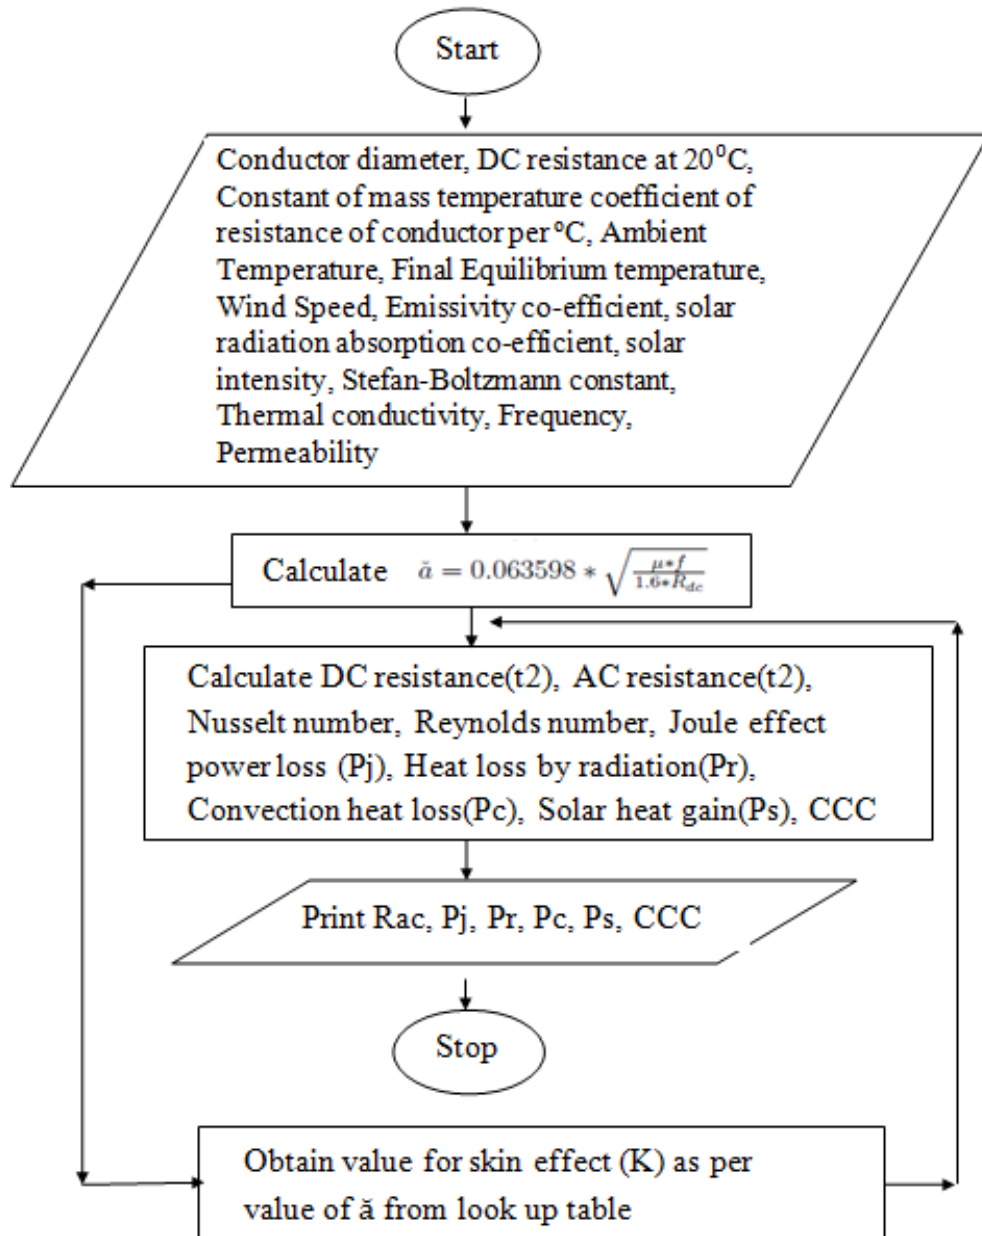 Start
Conductor diameter, DC resistance at 20⁰C,
Constant of mass temperature coefficient of
resistance of conductor per ºC, Ambient
Temperature, Final Equilibrium temperature,
Wind Speed, Emissivity co-efficient, solar
radiation absorption co-efficient, solar
intensity, Stefan-Boltzmann constant,
Thermal conductivity, Frequency,
Permeability
Calculate ă = 0.063598 * √(μ*f / 1.6*R_dc)
Calculate DC resistance(t2), AC resistance(t2),
Nusselt number, Reynolds number, Joule effect
power loss (Pj), Heat loss by radiation(Pr),
Convection heat loss(Pc), Solar heat gain(Ps), CCC
Print Rac, Pj, Pr, Pc, Ps, CCC
Stop
Obtain value for skin effect (K) as per
value of ă from look up table